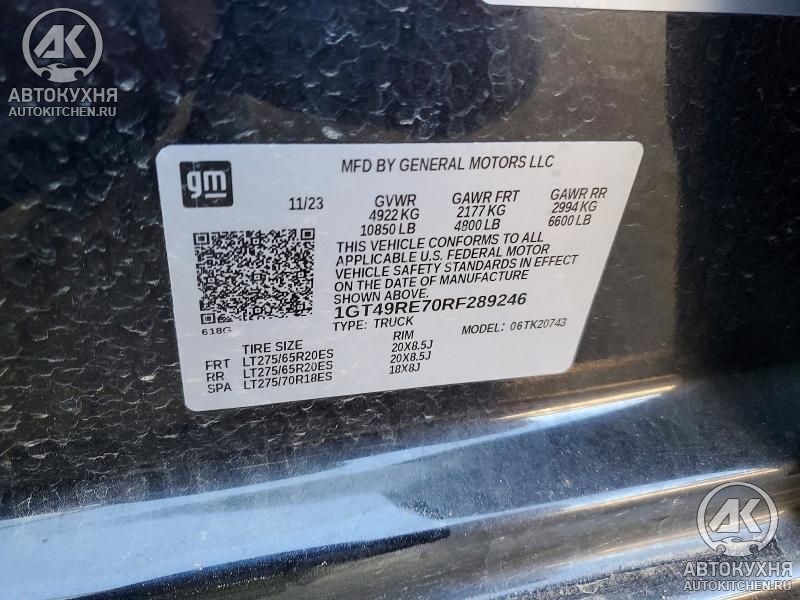 AK
АВТОКУХНЯ
AUTOKITCHEN.RU
gm
MFD BY GENERAL MOTORS LLC
11/23
GVWR GAWR FRT GAWR RR
4922 KG 2177 KG 2994 KG
10850 LB 4800 LB 6600 LB
THIS VEHICLE CONFORMS TO ALL
APPLICABLE U.S. FEDERAL MOTOR
VEHICLE SAFETY STANDARDS IN EFFECT
ON THE DATE OF MANUFACTURE
SHOWN ABOVE.
1GT49RE70RF289246
618G
TYPE: TRUCK MODEL: 06TK20743
TIRE SIZE RIM
FRT LT275/65R20ES 20X8.5J
RR LT275/65R20ES 20X8.5J
SPA LT275/70R18ES 18X8J
AK
АВТОКУХНЯ
AUTOKITCHEN.RU